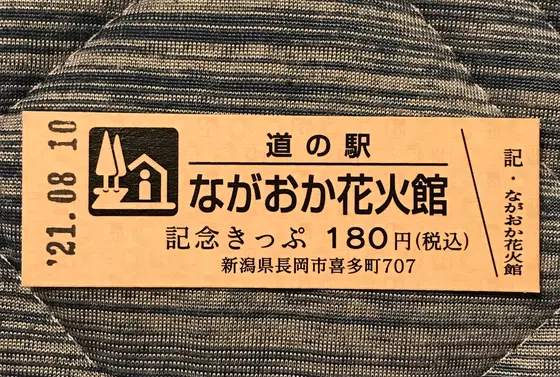 '21.08 10
道の駅
ながおか花火館
記念きっぷ 180円(税込)
新潟県長岡市喜多町707
記・ながおか花火館